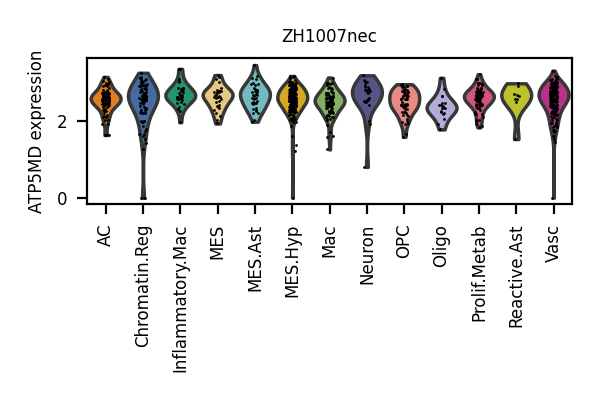 ZH1007nec
ATP5MD expression
2
0
AC
Chromatin.Reg
Inflammatory.Mac
MES
MES.Ast
MES.Hyp
Mac
Neuron
OPC
Oligo
Prolif.Metab
Reactive.Ast
Vasc